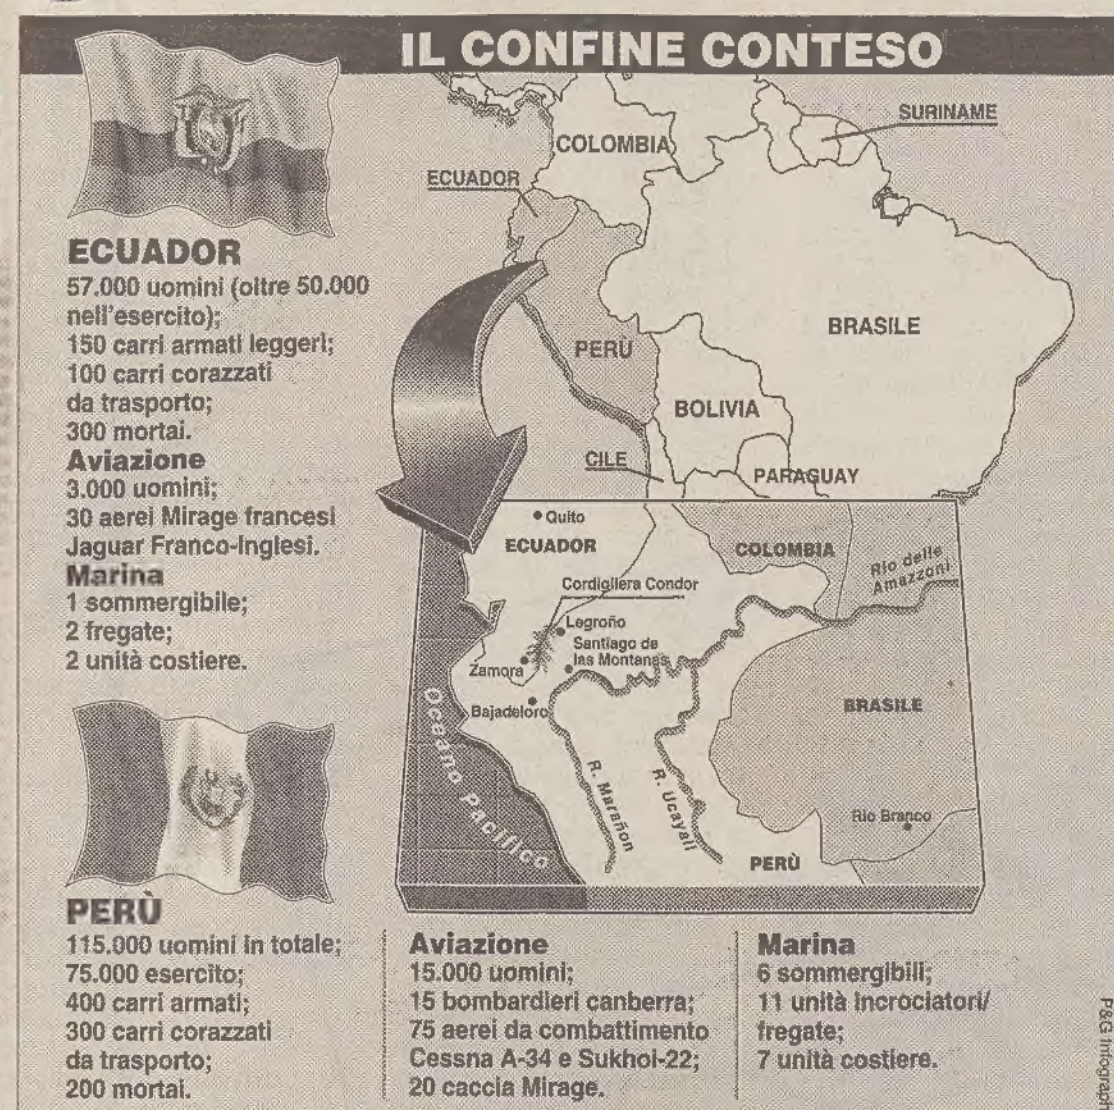 IL CONFINE CONTESO
SURINAME
COLOMBIA
ECUADOR
BRASILE
PERÙ
BOLIVIA
CILE
PARAGUAY
ECUADOR
57.000 uomini (oltre 50.000
nell'esercito);
150 carri armati leggeri;
100 carri corazzati
da trasporto;
300 mortai.
Aviazione
3.000 uomini;
30 aerei Mirage francesi
Jaguar Franco-Inglesi.
Marina
1 sommergibile;
2 fregate;
2 unità costiere.
Quito
ECUADOR
COLOMBIA
Rio delle
Amazzoni
Cordigliera Condor
Legroño
Santiago de
las Montanas
Zamora
Bajadeloro
Oceano Pacifico
BRASILE
R. Marañon
R. Ucayali
Rio Branco
PERÙ
PERÙ
115.000 uomini in totale;
75.000 esercito;
400 carri armati;
300 carri corazzati
da trasporto;
200 mortai.
Aviazione
15.000 uomini;
15 bombardieri canberra;
75 aerei da combattimento
Cessna A-34 e Sukhoi-22;
20 caccia Mirage.
Marina
6 sommergibili;
11 unità incrociatori/
fregate;
7 unità costiere.
P&G Infograph